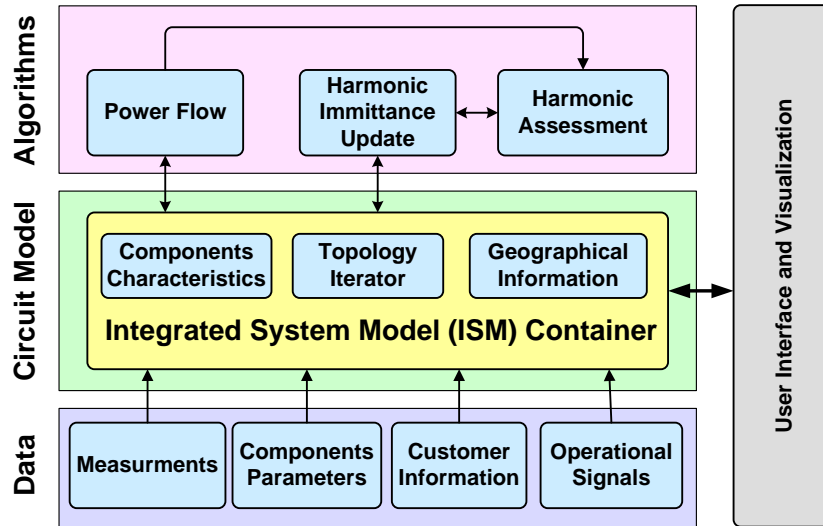 Algorithms
Power Flow
Harmonic
Immittance
Update
Harmonic
Assessment
Circuit Model
Components
Characteristics
Topology
Iterator
Geographical
Information
Integrated System Model (ISM) Container
Data
Measurments
Components
Parameters
Customer
Information
Operational
Signals
User Interface and Visualization